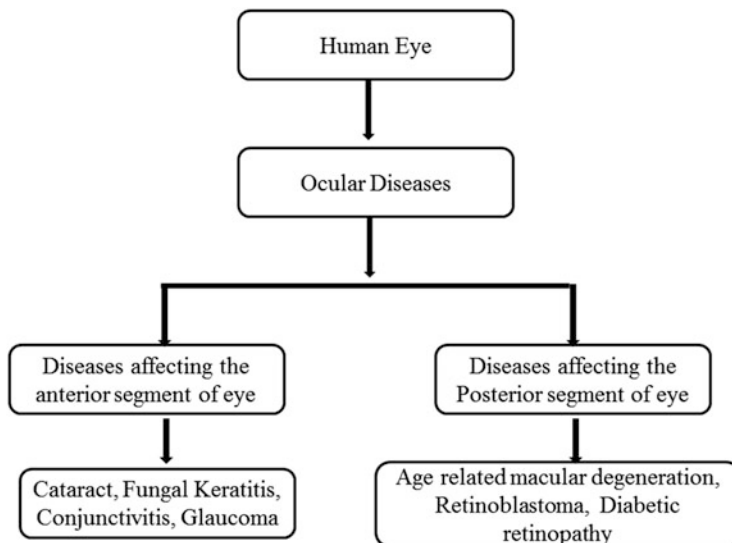 Human Eye
Ocular Diseases
Diseases affecting the
anterior segment of eye
Diseases affecting the
Posterior segment of eye
Cataract, Fungal Keratitis,
Conjunctivitis, Glaucoma
Age related macular degeneration,
Retinoblastoma, Diabetic
retinopathy